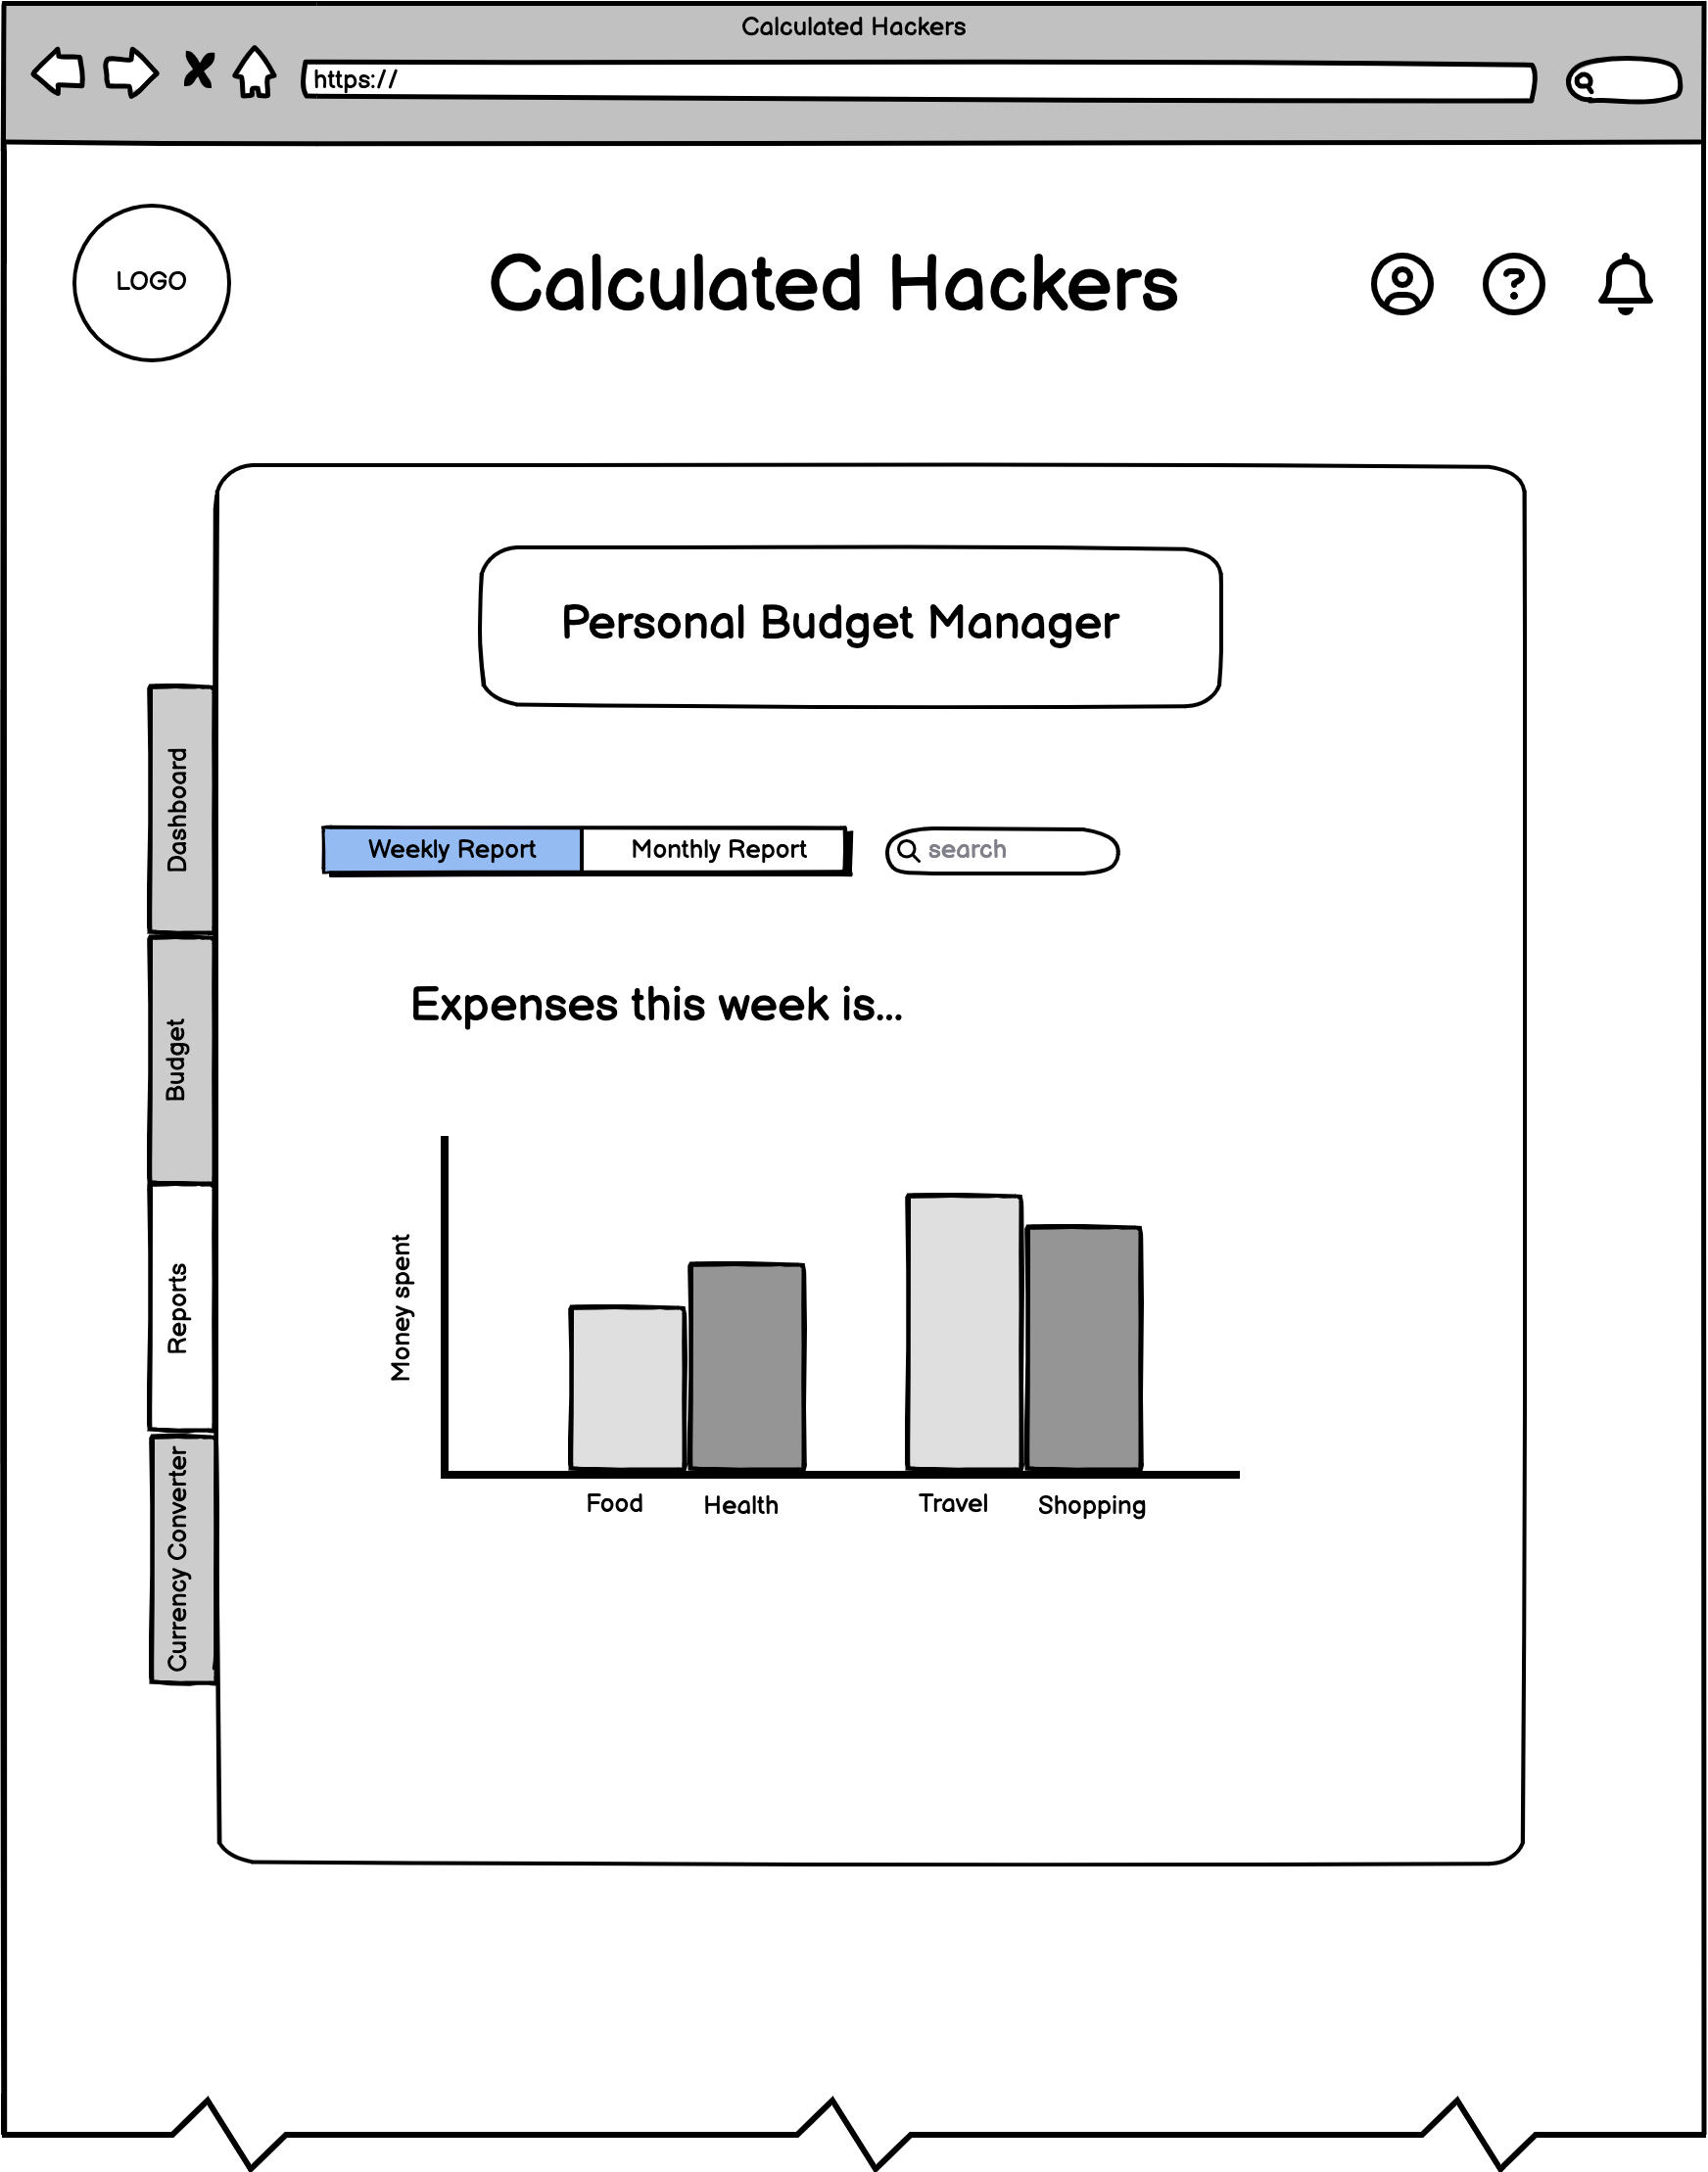 Calculated Hackers
https://
LOGO
Calculated Hackers
?
Personal Budget Manager
Dashboard
Budget
Reports
Currency Converter
Weekly Report
Monthly Report
search
Expenses this week is...
Money spent
Food
Health
Travel
Shopping